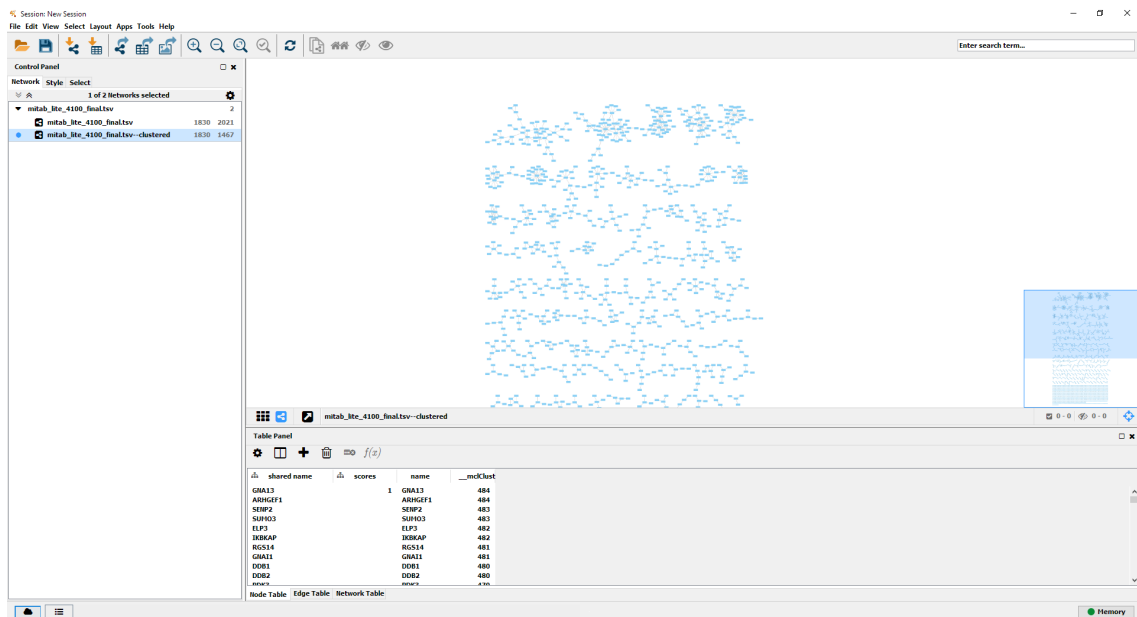 Session: New Session
File Edit View Select Layout Apps Tools Help
Enter search term...
Control Panel
Network Style Select
1 of 2 Networks selected
mitab_lite_4100_final.tsv 2
mitab_lite_4100_final.tsv 1830 2021
mitab_lite_4100_final.tsv--clustered 1830 1467
mitab_lite_4100_final.tsv--clustered
0 - 0 0 - 0
Table Panel
f(x)
shared name scores name __mclClust
GNA13 1 GNA13 484
ARHGEF1 ARHGEF1 484
SENP2 SENP2 483
SUMO3 SUMO3 483
ELP3 ELP3 482
IKBKAP IKBKAP 482
RGS14 RGS14 481
GNAI1 GNAI1 481
DDB1 DDB1 480
DDB2 DDB2 480
Node Table Edge Table Network Table
Memory